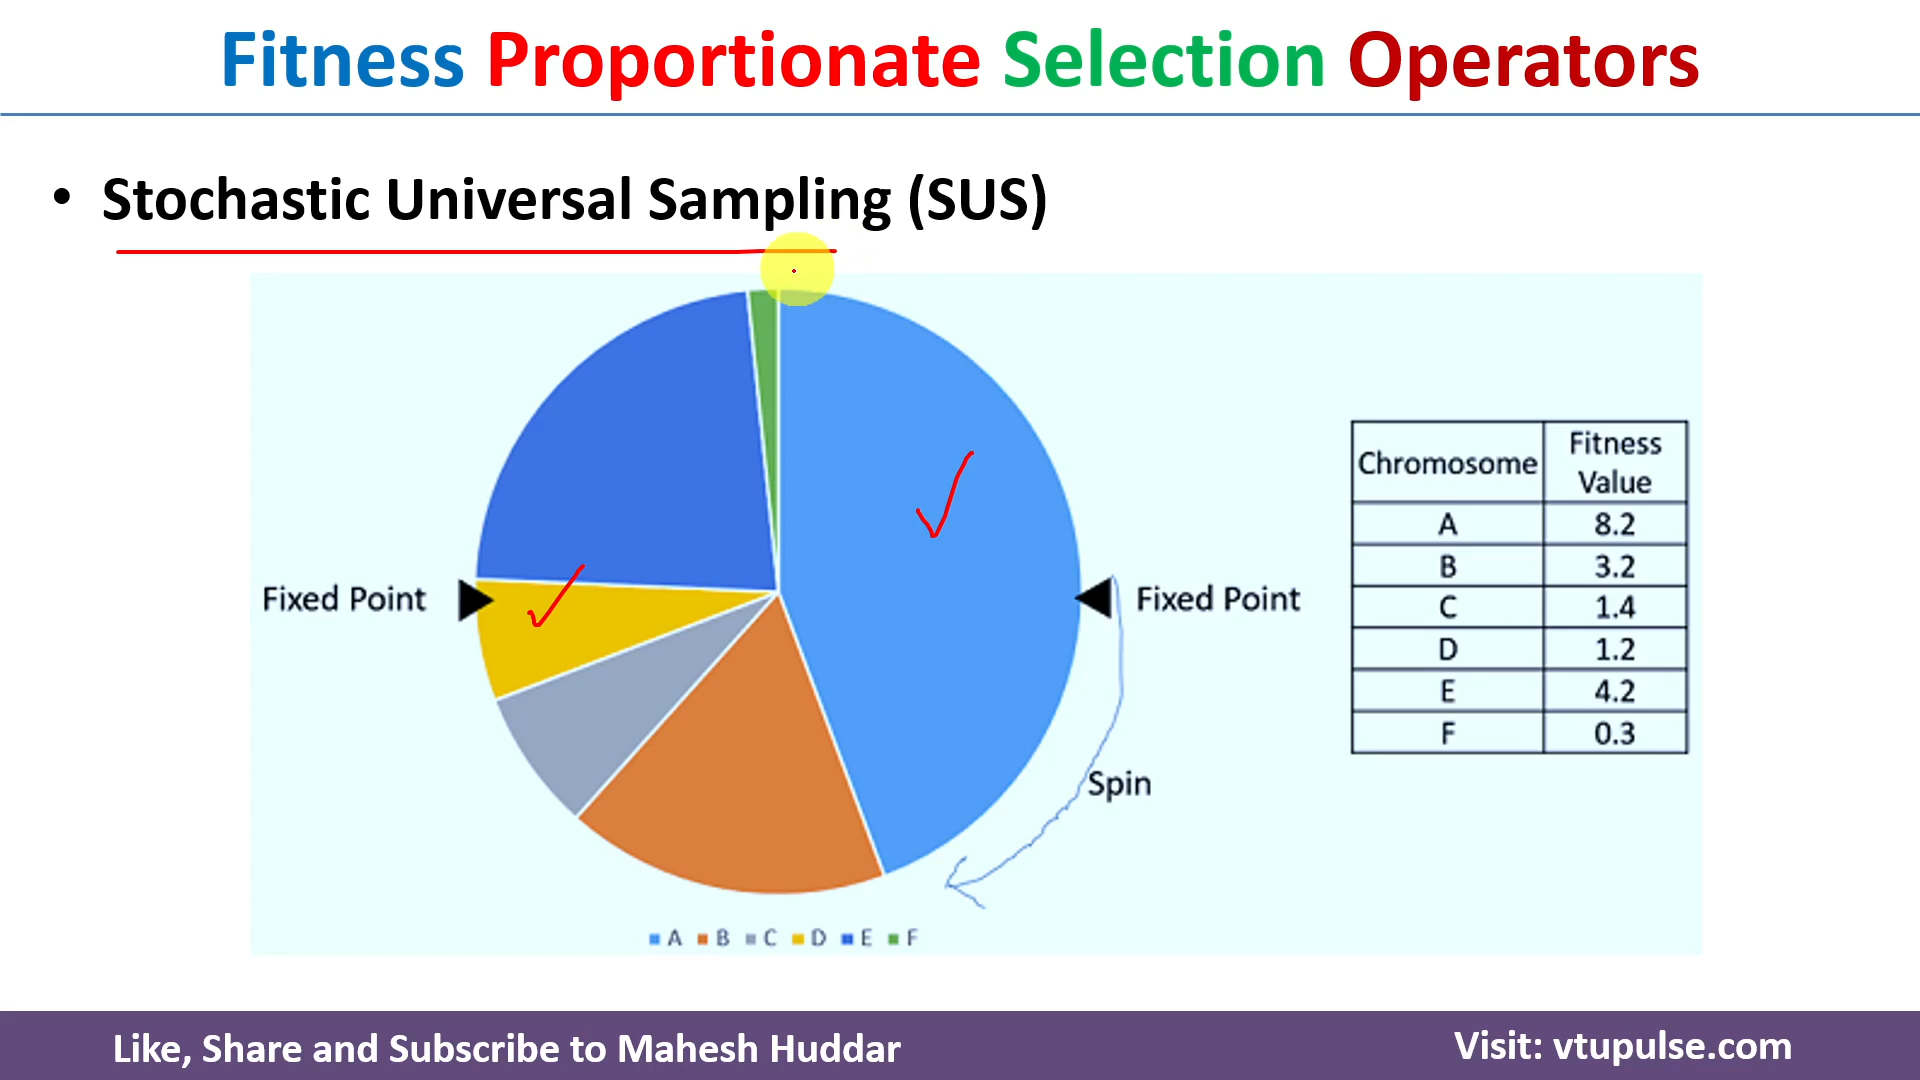 Fitness Proportionate Selection Operators
• Stochastic Universal Sampling (SUS)
Fixed Point
Fixed Point
Spin
Chromosome Fitness Value
A 8.2
B 3.2
C 1.4
D 1.2
E 4.2
F 0.3
A B C D E F
Like, Share and Subscribe to Mahesh Huddar
Visit: vtupulse.com